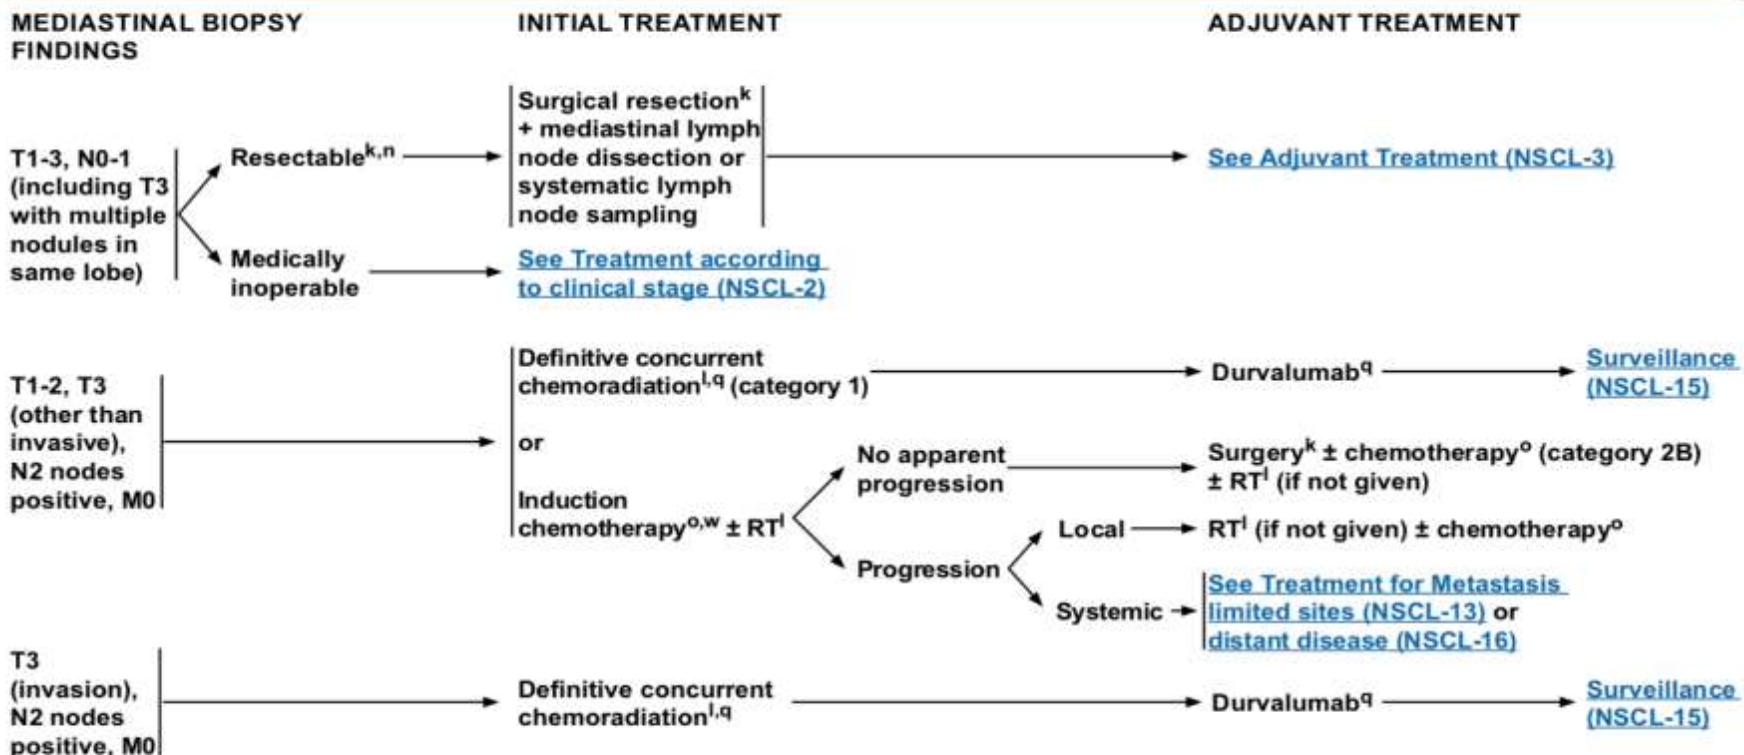 MEDIASTINAL BIOPSY
FINDINGS
INITIAL TREATMENT
ADJUVANT TREATMENT
T1-3, N0-1
(including T3
with multiple
nodules in
same lobe)
Resectablek,n
Surgical resectionk
+ mediastinal lymph
node dissection or
systematic lymph
node sampling
See Adjuvant Treatment (NSCL-3)
Medically
inoperable
See Treatment according
to clinical stage (NSCL-2)
T1-2, T3
(other than
invasive),
N2 nodes
positive, M0
Definitive concurrent
chemoradiationl,q (category 1)
Durvalumabq
Surveillance
(NSCL-15)
or
Induction
chemotherapyo,w ± RTl
No apparent
progression
Surgeryk ± chemotherapyo (category 2B)
± RTl (if not given)
Progression
Local
RTl (if not given) ± chemotherapyo
Systemic
See Treatment for Metastasis
limited sites (NSCL-13) or
distant disease (NSCL-16)
T3
(invasion),
N2 nodes
positive, M0
Definitive concurrent
chemoradiationl,q
Durvalumabq
Surveillance
(NSCL-15)